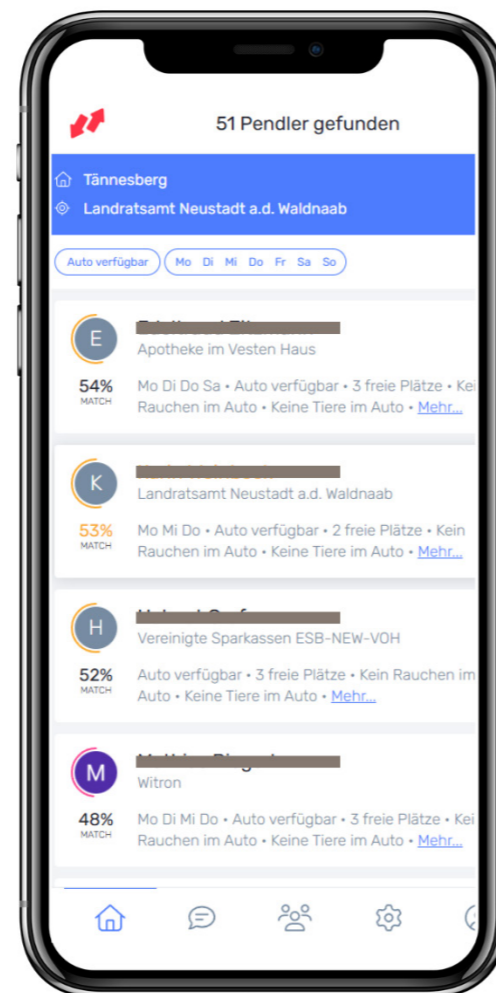 51 Pendler gefunden
Tännesberg
Landratsamt Neustadt a.d. Waldnaab
Auto verfügbar Mo Di Mi Do Fr Sa So
E
Apotheke im Vesten Haus
54%
MATCH
Mo Di Do Sa • Auto verfügbar • 3 freie Plätze • Kei
Rauchen im Auto • Keine Tiere im Auto • Mehr...
K
Landratsamt Neustadt a.d. Waldnaab
53%
MATCH
Mo Mi Do • Auto verfügbar • 2 freie Plätze • Kein
Rauchen im Auto • Keine Tiere im Auto • Mehr...
H
Vereinigte Sparkassen ESB-NEW-VOH
52%
MATCH
Auto verfügbar • 3 freie Plätze • Kein Rauchen im
Auto • Keine Tiere im Auto • Mehr...
M
Witron
48%
MATCH
Mo Di Mi Do • Auto verfügbar • 3 freie Plätze • Kei
Rauchen im Auto • Keine Tiere im Auto • Mehr...